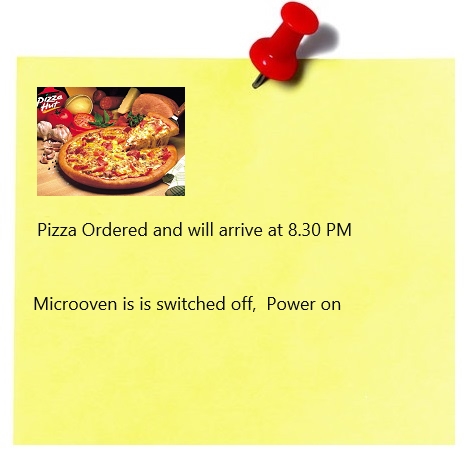 Pizza
Hut
Pizza Ordered and will arrive at 8.30 PM
Microoven is is switched off,  Power on